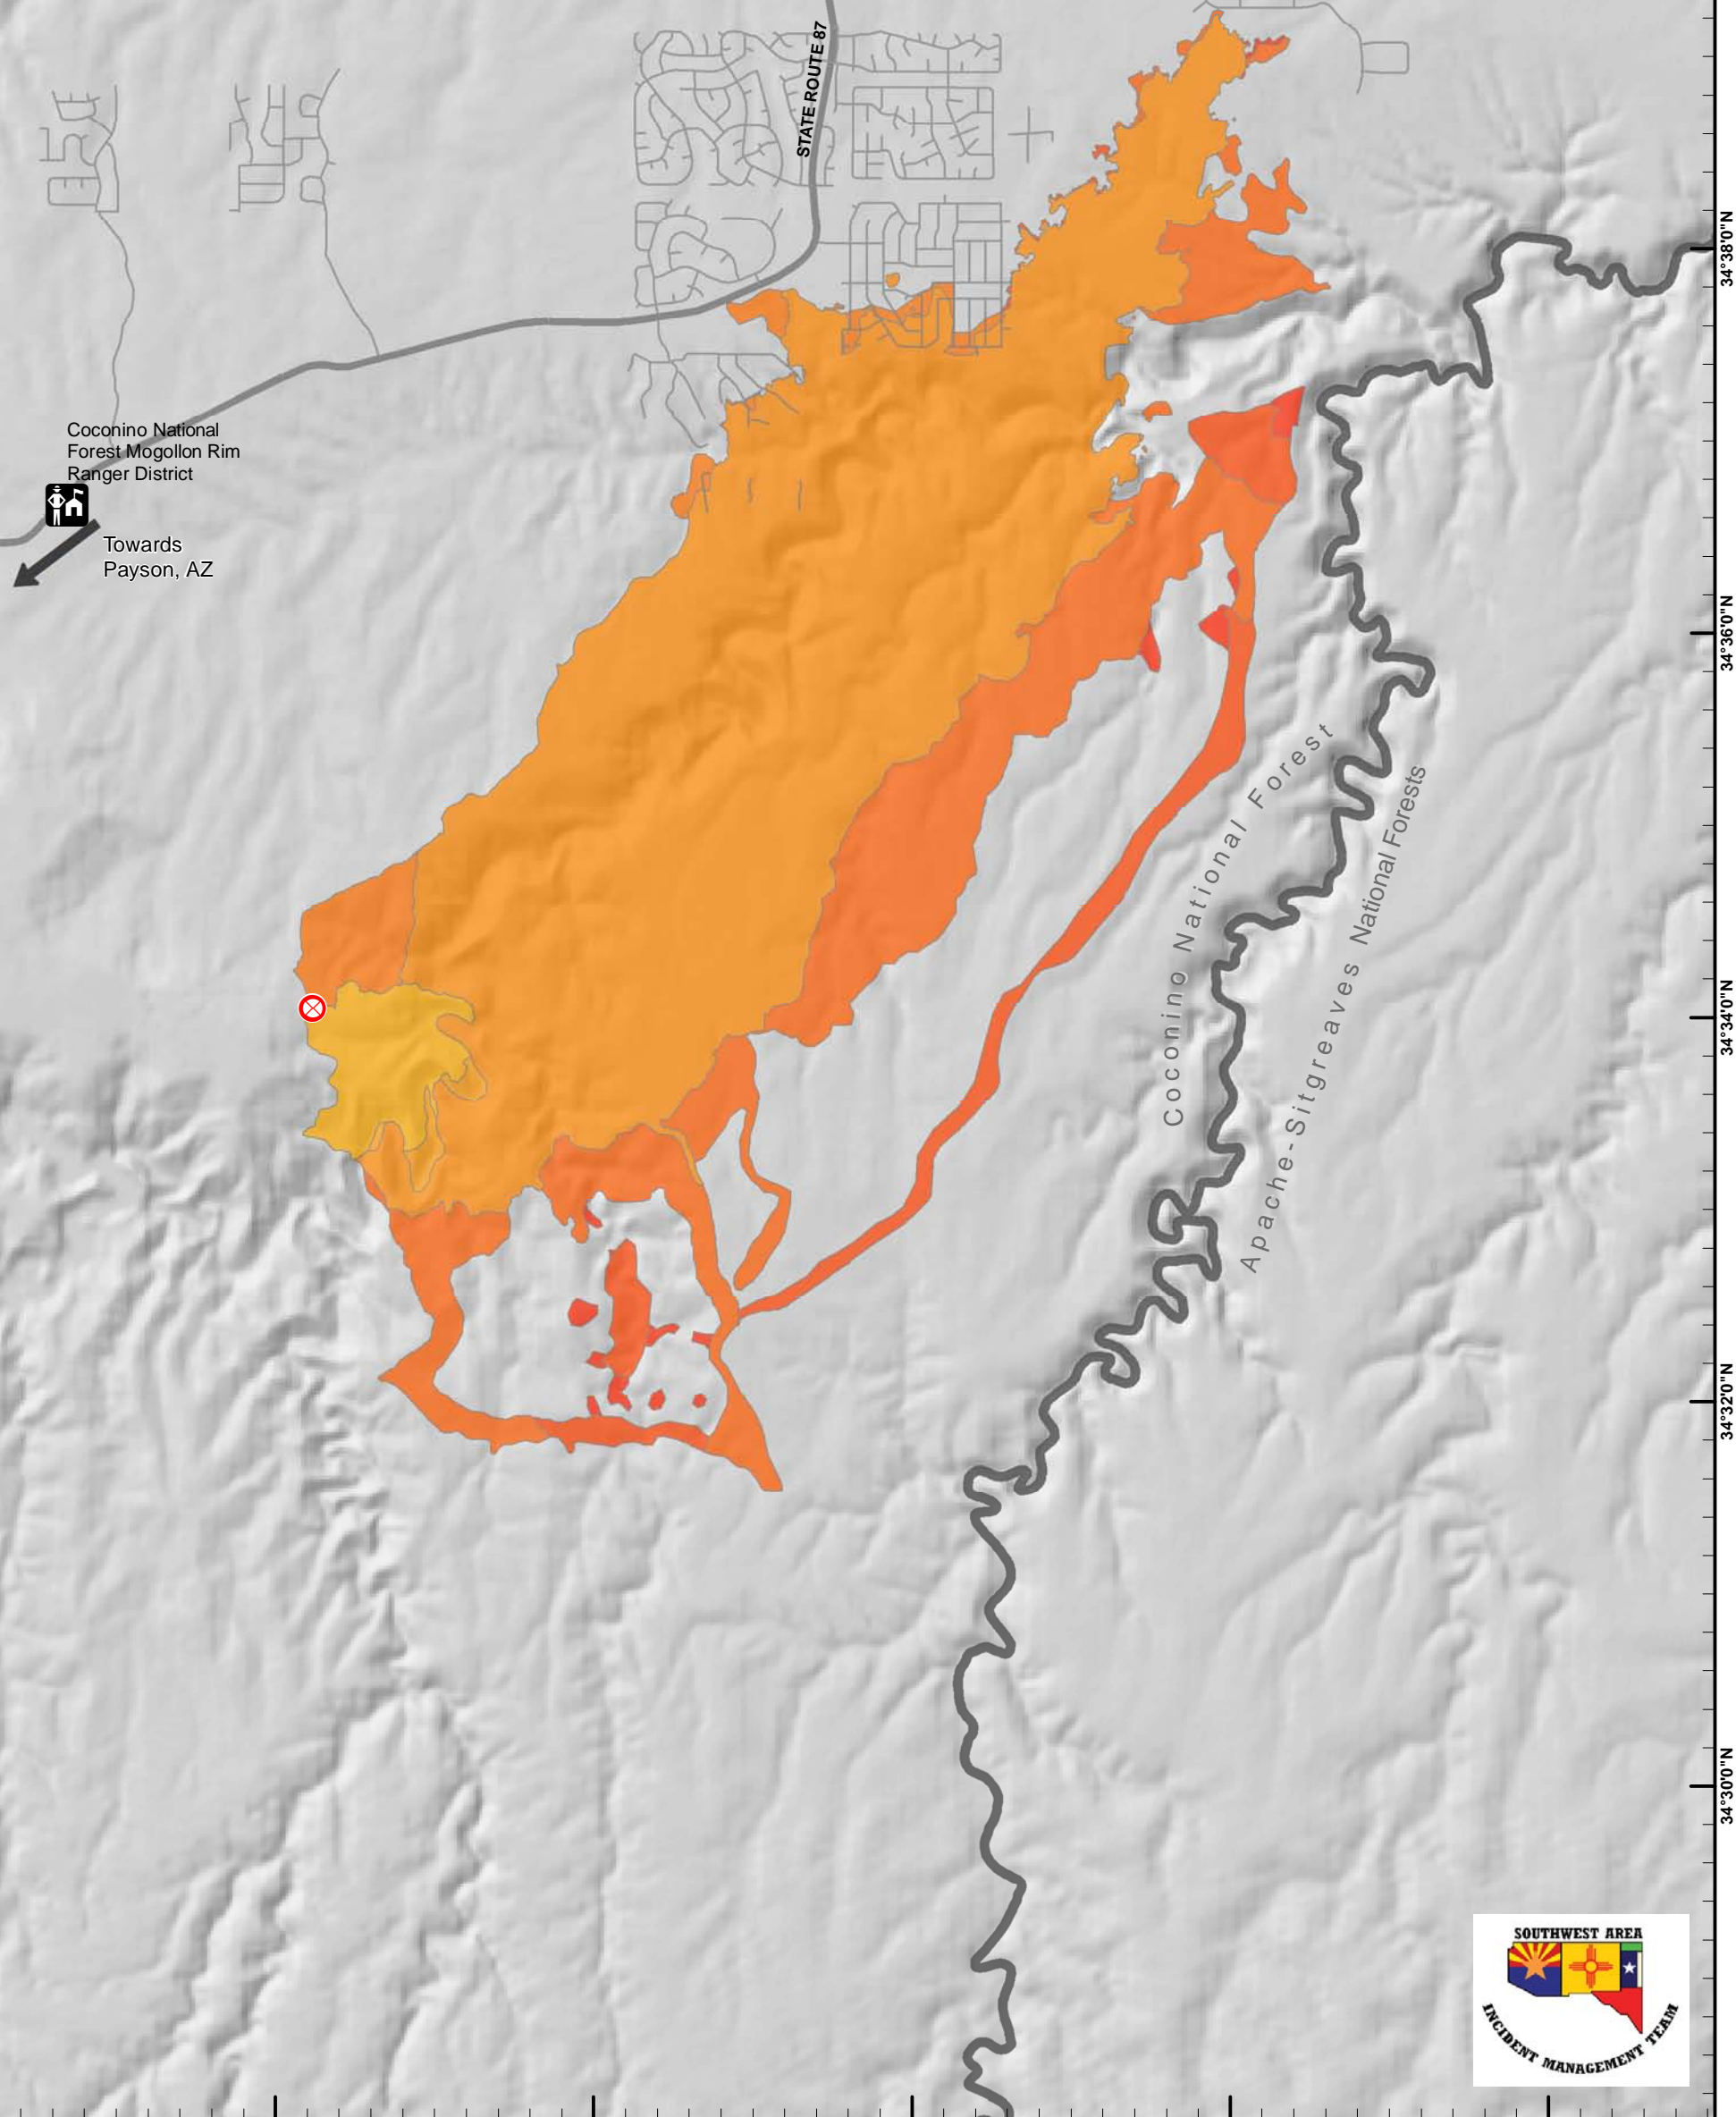 STATE ROUTE 87
34°38'0"N
Coconino National
Forest Mogollon Rim
Ranger District
Towards
Payson, AZ
34°36'0"N
Coconino National Forest
Apache-Sitgreaves National Forests
34°34'0"N
34°32'0"N
34°30'0"N
SOUTHWEST AREA
INCIDENT MANAGEMENT TEAM